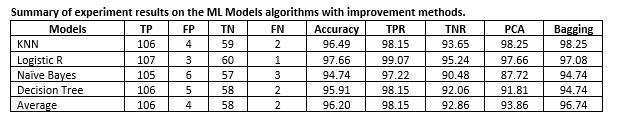 Summary of experiment results on the ML Models algorithms with improvement methods.
Models TP FP TN FN Accuracy TPR TNR PCA Bagging
KNN 106 4 59 2 96.49 98.15 93.65 98.25 98.25
Logistic R 107 3 60 1 97.66 99.07 95.24 97.66 97.08
Naïve Bayes 105 6 57 3 94.74 97.22 90.48 87.72 94.74
Decision Tree 106 5 58 2 95.91 98.15 92.06 91.81 94.74
Average 106 4 58 2 96.20 98.15 92.86 93.86 96.74